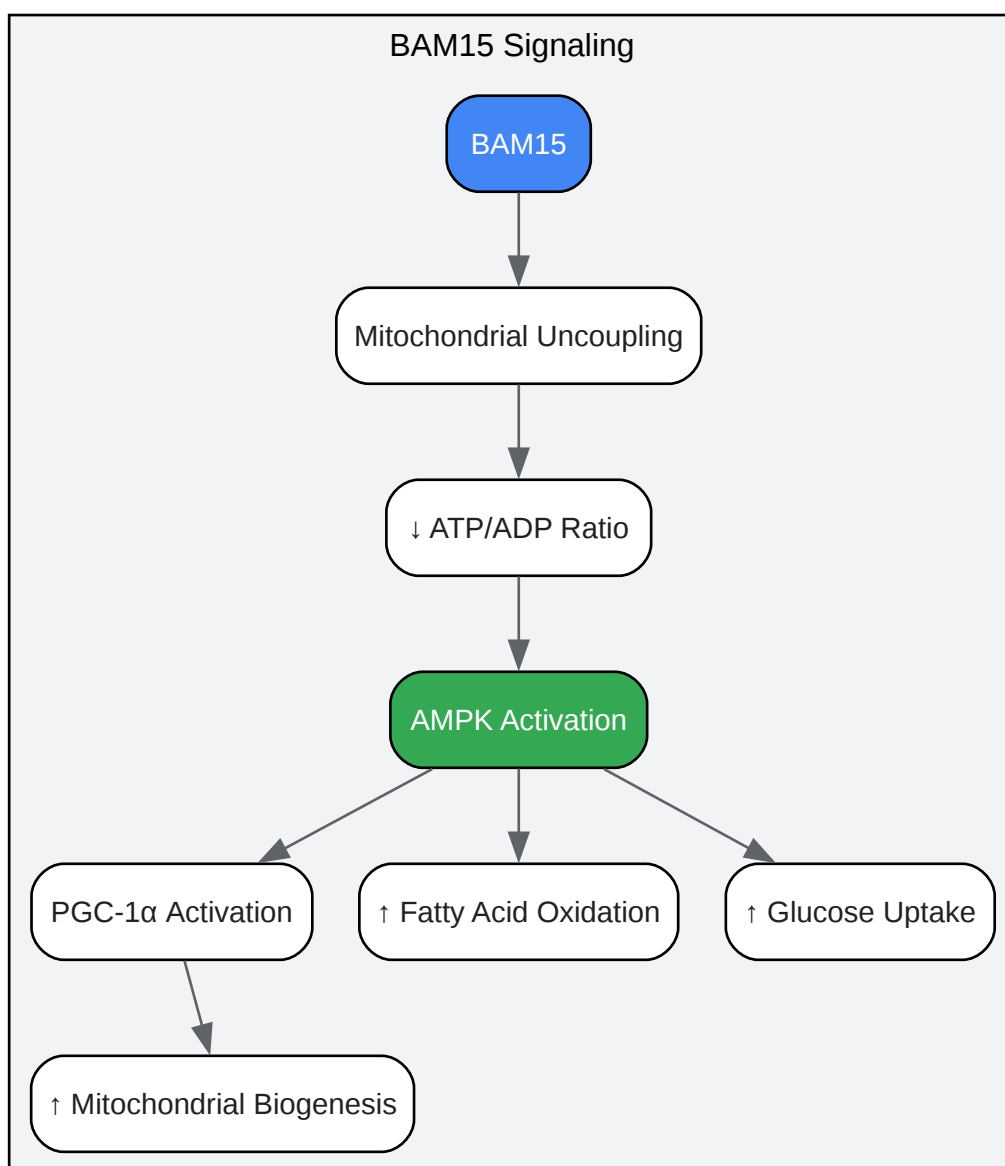 BAM15 Signaling
BAM15
Mitochondrial Uncoupling
↓ ATP/ADP Ratio
AMPK Activation
PGC-1α Activation
↑ Fatty Acid Oxidation
↑ Glucose Uptake
↑ Mitochondrial Biogenesis